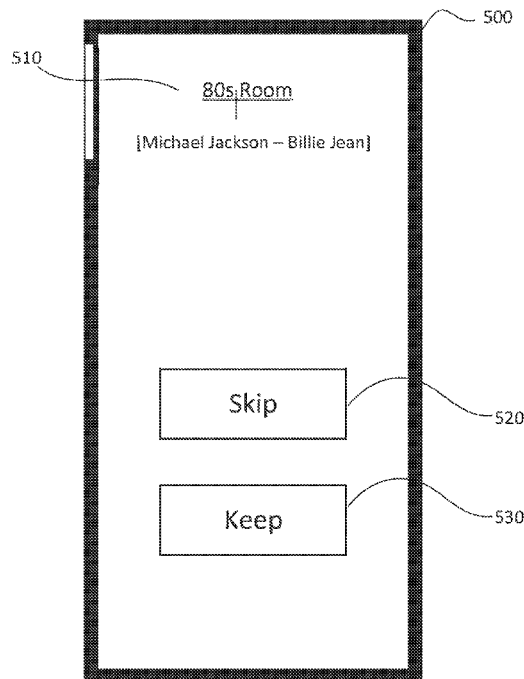 500
510
80s Room
[Michael Jackson – Billie Jean]
Skip
520
Keep
530